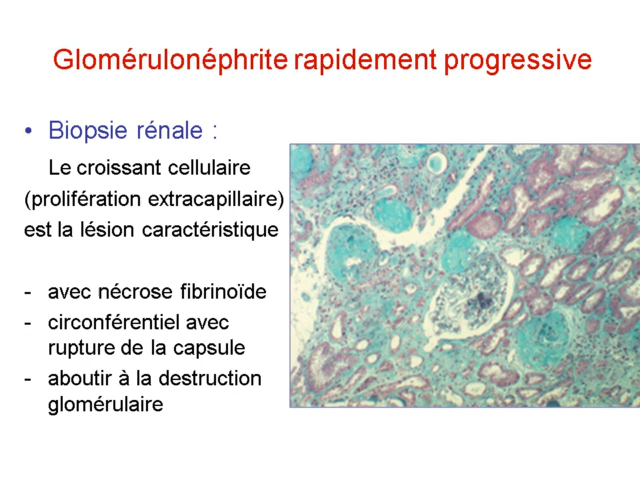 Glomérulonéphrite rapidement progressive
• Biopsie rénale :
Le croissant cellulaire
(prolifération extracapillaire)
est la lésion caractéristique
- avec nécrose fibrinoïde
- circonférentiel avec
rupture de la capsule
- aboutir à la destruction
glomérulaire